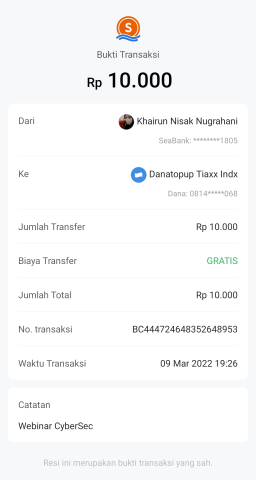 S
Bukti Transaksi
Rp 10.000
Dari
Khairun Nisak Nugrahani
SeaBank: ********1805
Ke
Danatopup Tiaxx Indx
Dana: 0814*****068
Jumlah Transfer
Rp 10.000
Biaya Transfer
GRATIS
Jumlah Total
Rp 10.000
No. transaksi
BC444724648352648953
Waktu Transaksi
09 Mar 2022 19:26
Catatan
Webinar CyberSec
Resi ini merupakan bukti transaksi yang sah.